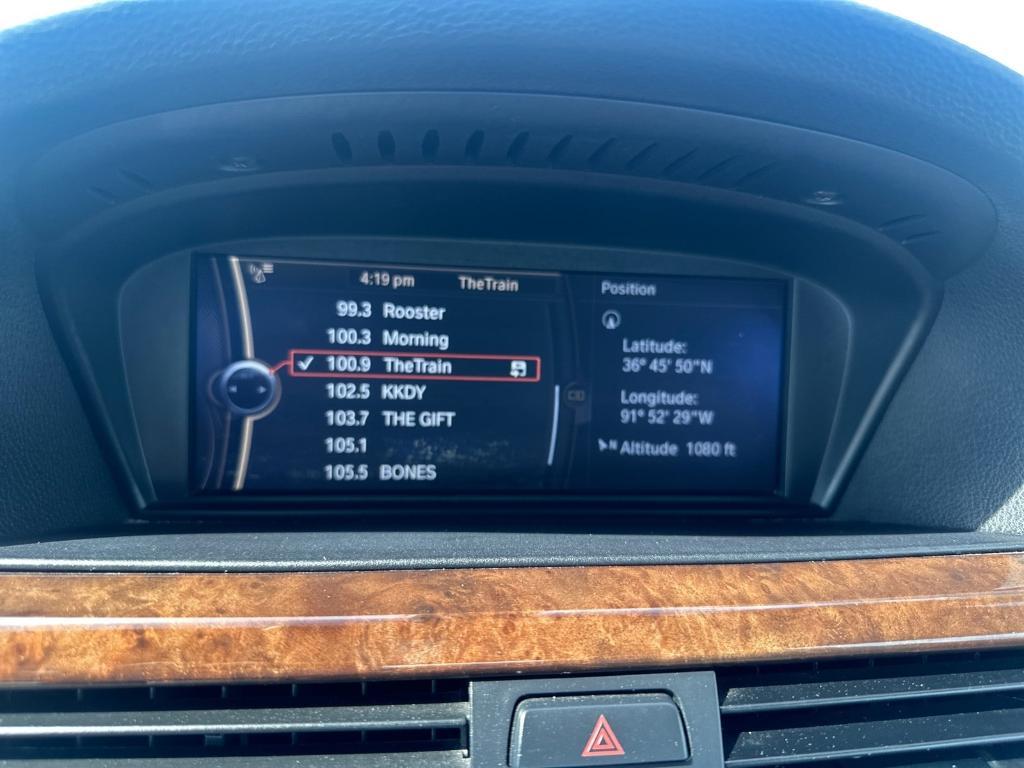 4:19 pm TheTrain
99.3 Rooster
100.3 Morning
100.9 TheTrain
102.5 KKDY
103.7 THE GIFT
105.1
105.5 BONES
Position
Latitude:
36° 45' 50"N
Longitude:
91° 52' 29"W
N Altitude 1080 ft